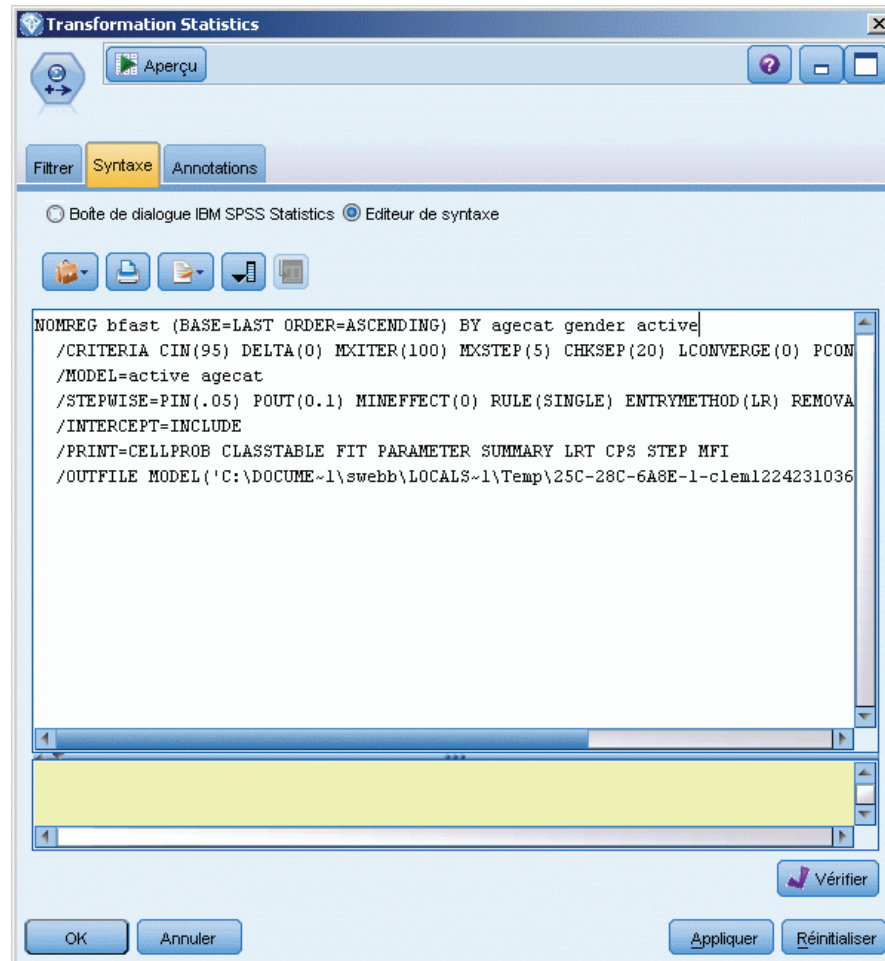 Transformation Statistics
Aperçu
Filtrer
Syntaxe
Annotations
Boîte de dialogue IBM SPSS Statistics
Editeur de syntaxe
NOMREG bfast (BASE=LAST ORDER=ASCENDING) BY agecat gender active
/CRITERIA CIN(95) DELTA(0) MXITER(100) MXSTEP(5) CHKSEP(20) LCONVERGE(0) PCON
/MODEL=active agecat
/STEPWISE=PIN(.05) POUT(0.1) MINEFFECT(0) RULE(SINGLE) ENTRYMETHOD(LR) REMOVA
/INTERCEPT=INCLUDE
/PRINT=CELLPROB CLASSTABLE FIT PARAMETER SUMMARY LRT CPS STEP MFI
/OUTFILE MODEL('C:\DOCUME~1\swebb\LOCALS~1\Temp\25C-28C-6A8E-1-clem1224231036
Vérifier
OK
Annuler
Appliquer
Réinitialiser